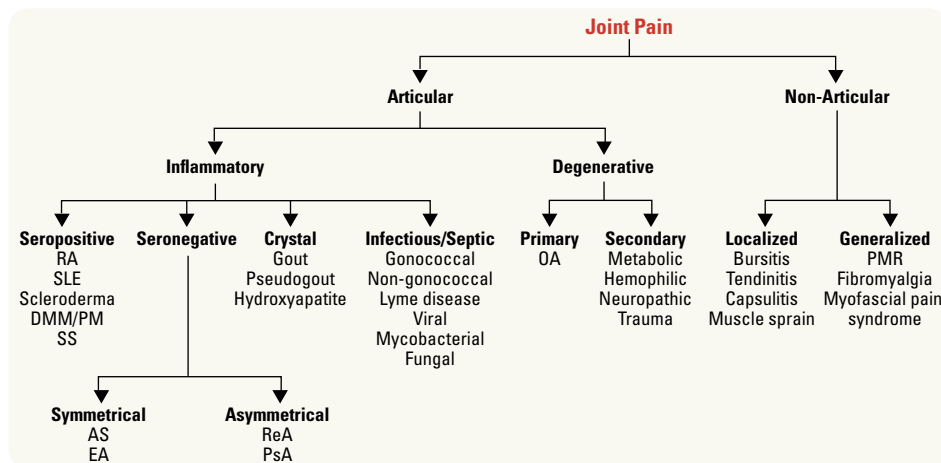 Joint Pain
Articular
Non-Articular
Inflammatory
Degenerative
Seropositive
RA
SLE
Scleroderma
DMM/PM
SS
Seronegative
Crystal
Gout
Pseudogout
Hydroxyapatite
Infectious/Septic
Gonococcal
Non-gonococcal
Lyme disease
Viral
Mycobacterial
Fungal
Primary
OA
Secondary
Metabolic
Hemophilic
Neuropathic
Trauma
Localized
Bursitis
Tendinitis
Capsulitis
Muscle sprain
Generalized
PMR
Fibromyalgia
Myofascial pain
syndrome
Symmetrical
AS
EA
Asymmetrical
ReA
PsA